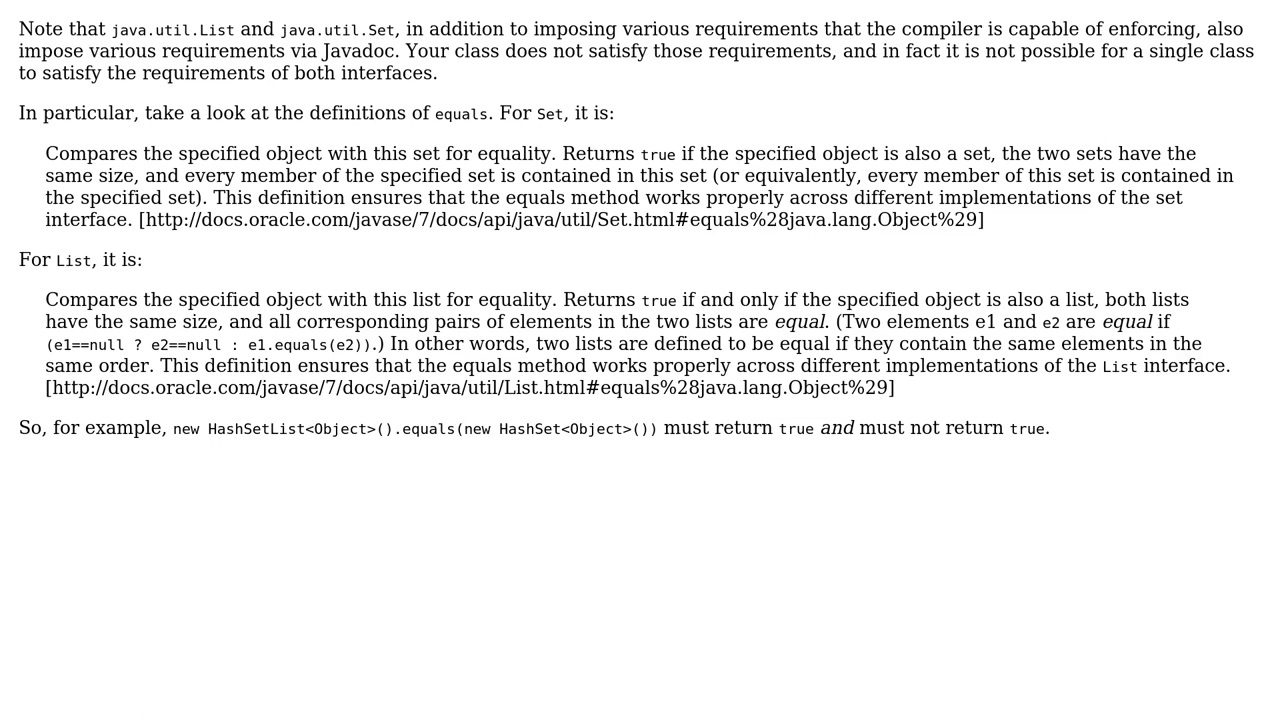 Note that java.util.List and java.util.Set, in addition to imposing various requirements that the compiler is capable of enforcing, also
impose various requirements via Javadoc. Your class does not satisfy those requirements, and in fact it is not possible for a single class
to satisfy the requirements of both interfaces.
In particular, take a look at the definitions of equals. For Set, it is:
Compares the specified object with this set for equality. Returns true if the specified object is also a set, the two sets have the
same size, and every member of the specified set is contained in this set (or equivalently, every member of this set is contained in
the specified set). This definition ensures that the equals method works properly across different implementations of the set
interface. [http://docs.oracle.com/javase/7/docs/api/java/util/Set.html#equals%28java.lang.Object%29]
For List, it is:
Compares the specified object with this list for equality. Returns true if and only if the specified object is also a list, both lists
have the same size, and all corresponding pairs of elements in the two lists are equal. (Two elements e1 and e2 are equal if
(e1==null ? e2==null : e1.equals(e2)).) In other words, two lists are defined to be equal if they contain the same elements in the
same order. This definition ensures that the equals method works properly across different implementations of the List interface.
[http://docs.oracle.com/javase/7/docs/api/java/util/List.html#equals%28java.lang.Object%29]
So, for example, new HashSetList<Object>().equals(new HashSet<Object>()) must return true and must not return true.